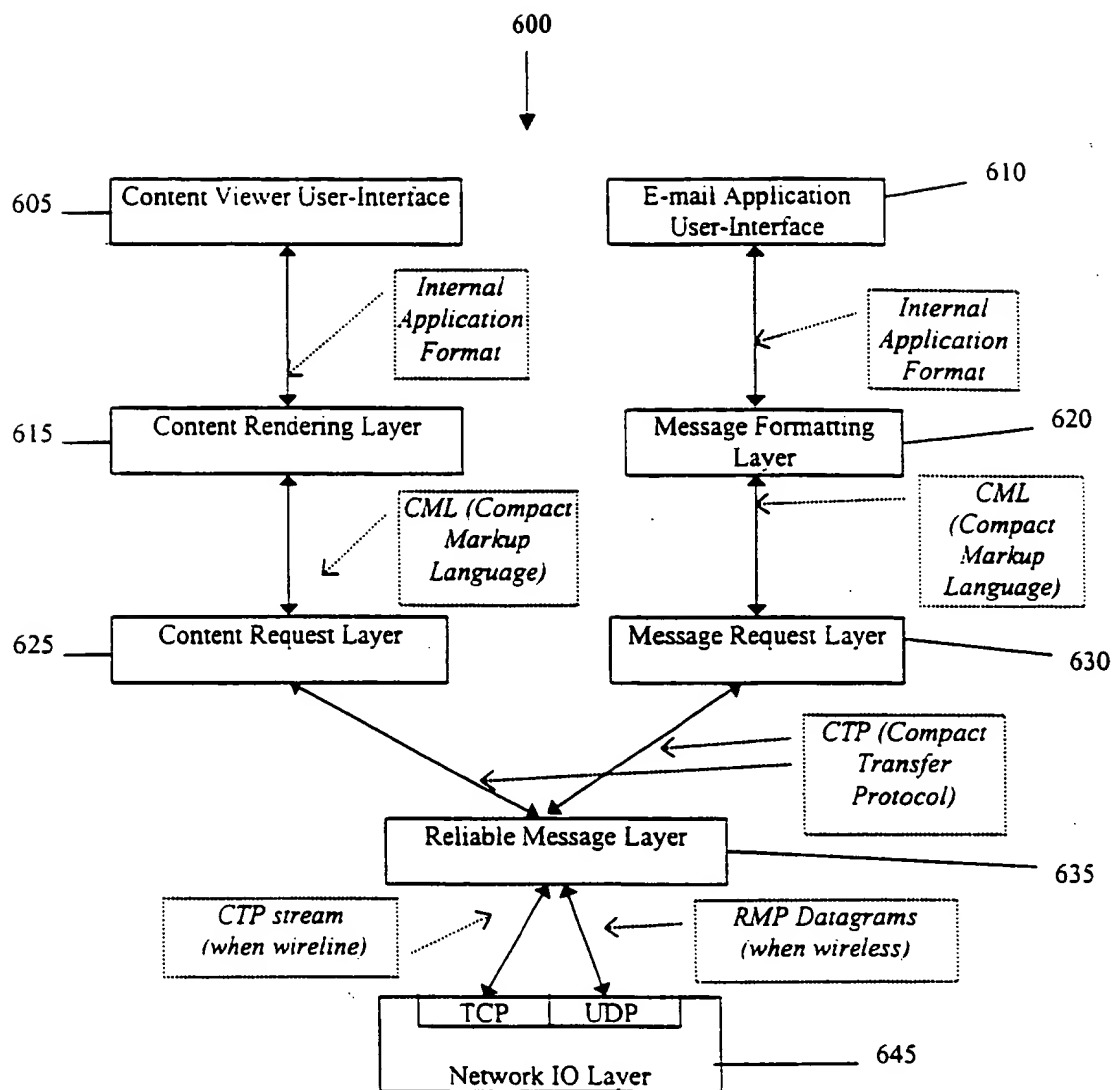 600
Content Viewer User-Interface
605
E-mail Application
User-Interface
610
Internal
Application
Format
Internal
Application
Format
Content Rendering Layer
615
Message Formatting
Layer
620
CML (Compact
Markup
Language)
CML
(Compact
Markup
Language)
Content Request Layer
625
Message Request Layer
630
CTP (Compact
Transfer
Protocol)
Reliable Message Layer
635
CTP stream
(when wireline)
RMP Datagrams
(when wireless)
TCP
UDP
Network IO Layer
645